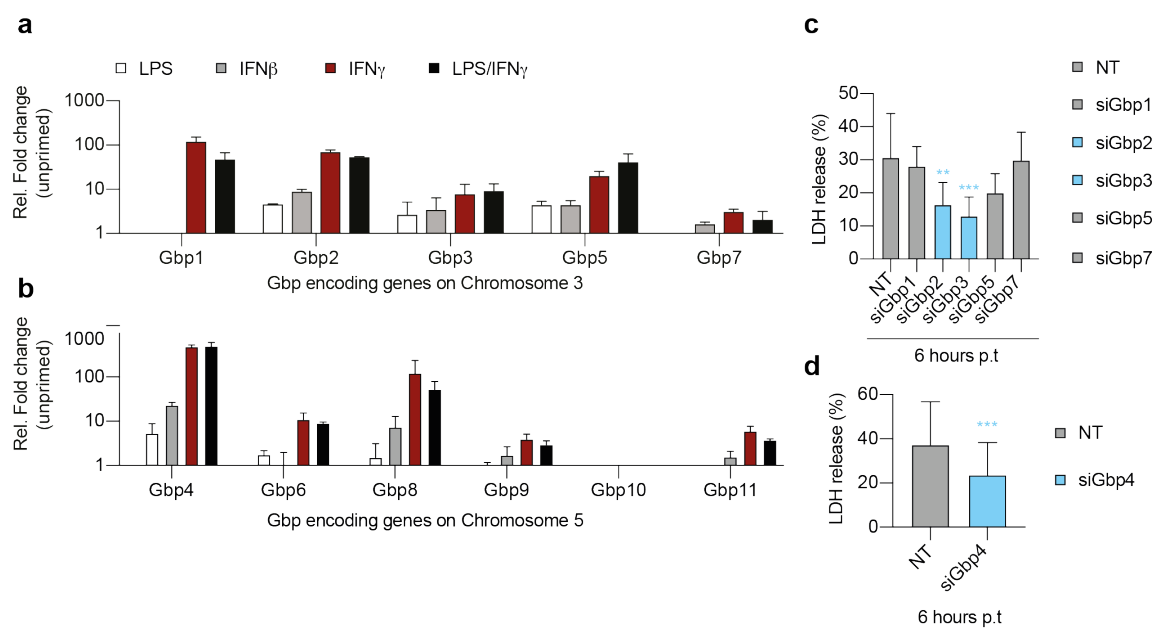 a
LPS IFNβ IFNγ LPS/IFNγ
Rel. Fold change
(unprimed)
1000
100
10
1
Gbp1 Gbp2 Gbp3 Gbp5 Gbp7
Gbp encoding genes on Chromosome 3
b
Rel. Fold change
(unprimed)
1000
100
10
1
Gbp4 Gbp6 Gbp8 Gbp9 Gbp10 Gbp11
Gbp encoding genes on Chromosome 5
c
LDH release (%)
50
40
30
20
10
0
** ***
NT siGbp1 siGbp2 siGbp3 siGbp5 siGbp7
6 hours p.t
NT
siGbp1
siGbp2
siGbp3
siGbp5
siGbp7
d
LDH release (%)
60
40
20
0
***
NT siGbp4
6 hours p.t
NT
siGbp4